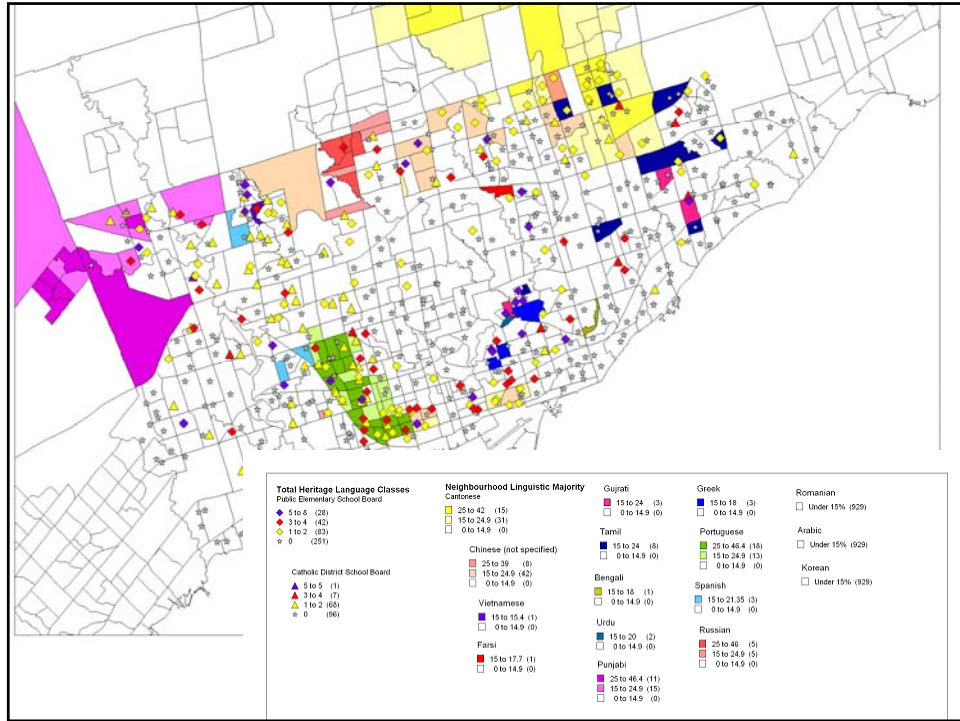 Total Heritage Language Classes
Public Elementary School Board
5 to 8 (28)
3 to 4 (42)
1 to 2 (83)
0 (251)
Catholic District School Board
5 to 5 (1)
3 to 4 (7)
1 to 2 (68)
0 (96)
Neighbourhood Linguistic Majority
Cantonese
25 to 42 (15)
15 to 24.9 (31)
0 to 14.9 (0)
Chinese (not specified)
25 to 39 (8)
15 to 24.9 (42)
0 to 14.9 (0)
Vietnamese
15 to 15.4 (1)
0 to 14.9 (0)
Farsi
15 to 17.7 (1)
0 to 14.9 (0)
Gujrati
15 to 24 (3)
0 to 14.9 (0)
Tamil
15 to 24 (8)
0 to 14.9 (0)
Bengali
15 to 18 (1)
0 to 14.9 (0)
Urdu
15 to 20 (2)
0 to 14.9 (0)
Punjabi
25 to 46.4 (11)
15 to 24.9 (15)
0 to 14.9 (0)
Greek
15 to 18 (3)
0 to 14.9 (0)
Portuguese
25 to 46.4 (18)
15 to 24.9 (13)
0 to 14.9 (0)
Spanish
15 to 21.35 (3)
0 to 14.9 (0)
Russian
25 to 46 (5)
15 to 24.9 (5)
0 to 14.9 (0)
Romanian
Under 15% (929)
Arabic
Under 15% (929)
Korean
Under 15% (929)